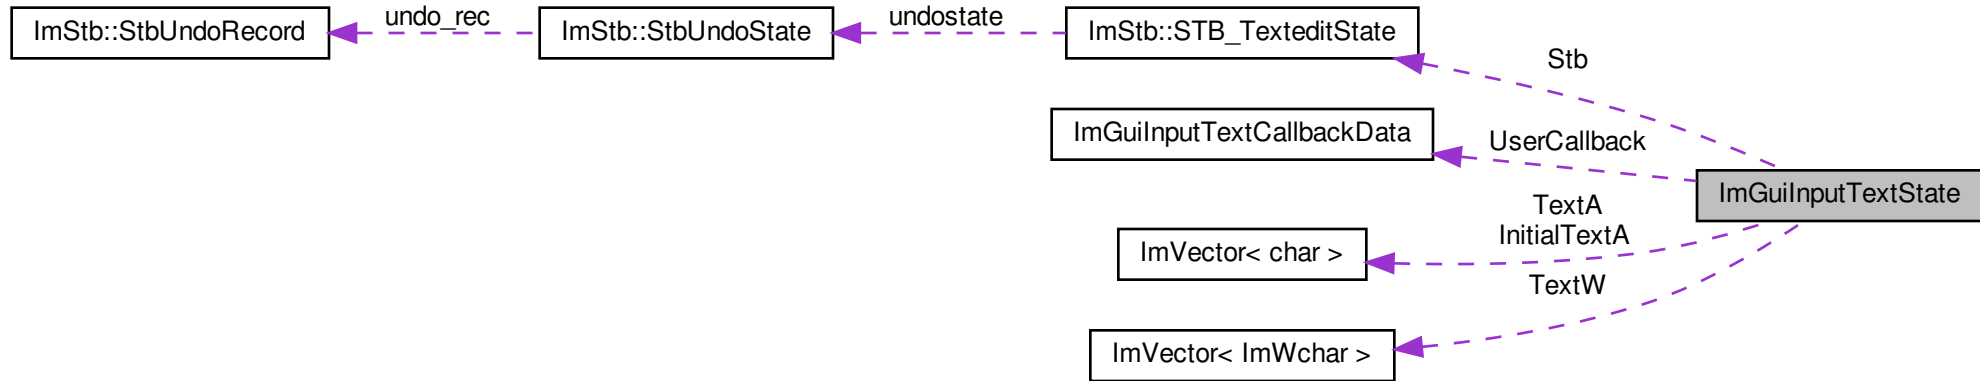 ImStb::StbUndoRecord
undo_rec
ImStb::StbUndoState
undostate
ImStb::STB_TexteditState
Stb
ImGuiInputTextCallbackData
UserCallback
ImGuiInputTextState
TextA
InitialTextA
ImVector< char >
TextW
ImVector< ImWchar >